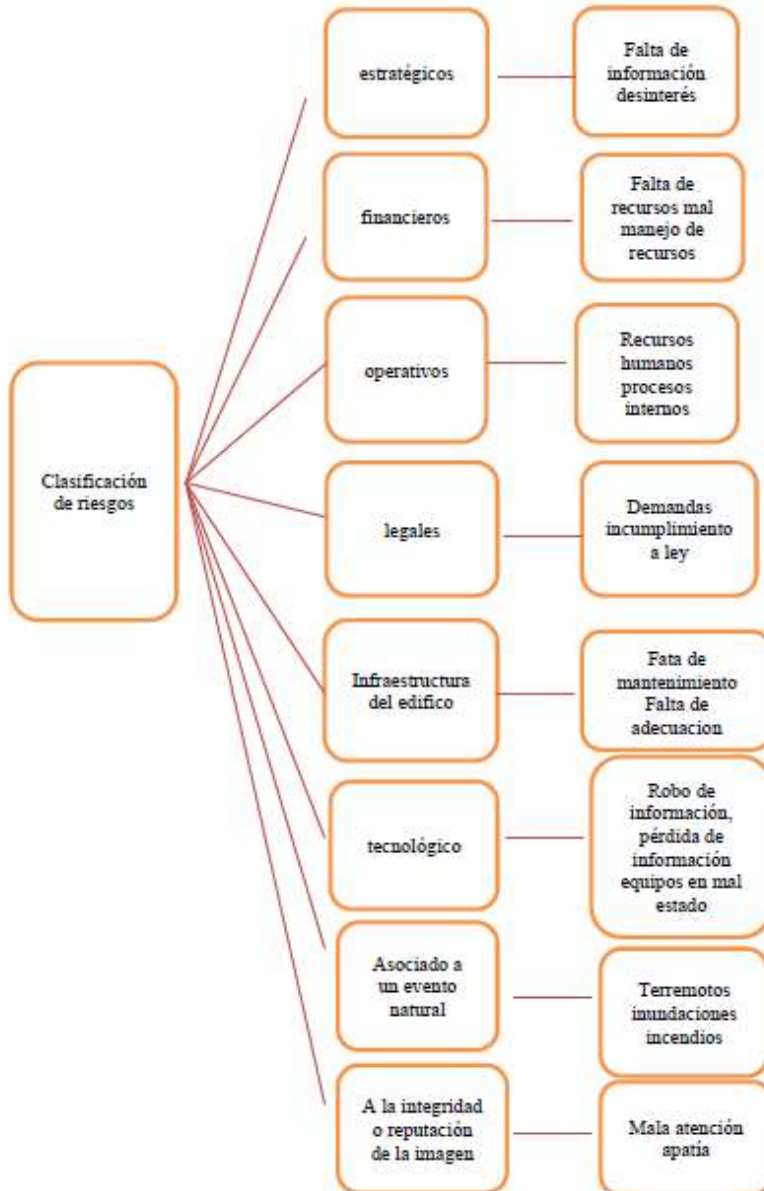 estratégicos
Falta de
información
desinterés
financieros
Falta de
recursos mal
manejo de
recursos
operativos
Recursos
humanos
procesos
internos
Clasificación
de riesgos
legales
Demandas
incumplimiento
a ley
Infraestructura
del edifico
Fata de
mantenimiento
Falta de
adecuacion
tecnológico
Robo de
información,
pérdida de
información
equipos en mal
estado
Asociado a
un evento
natural
Terremotos
inundaciones
incendios
A la integridad
o reputación
de la imagen
Mala atención
apatía